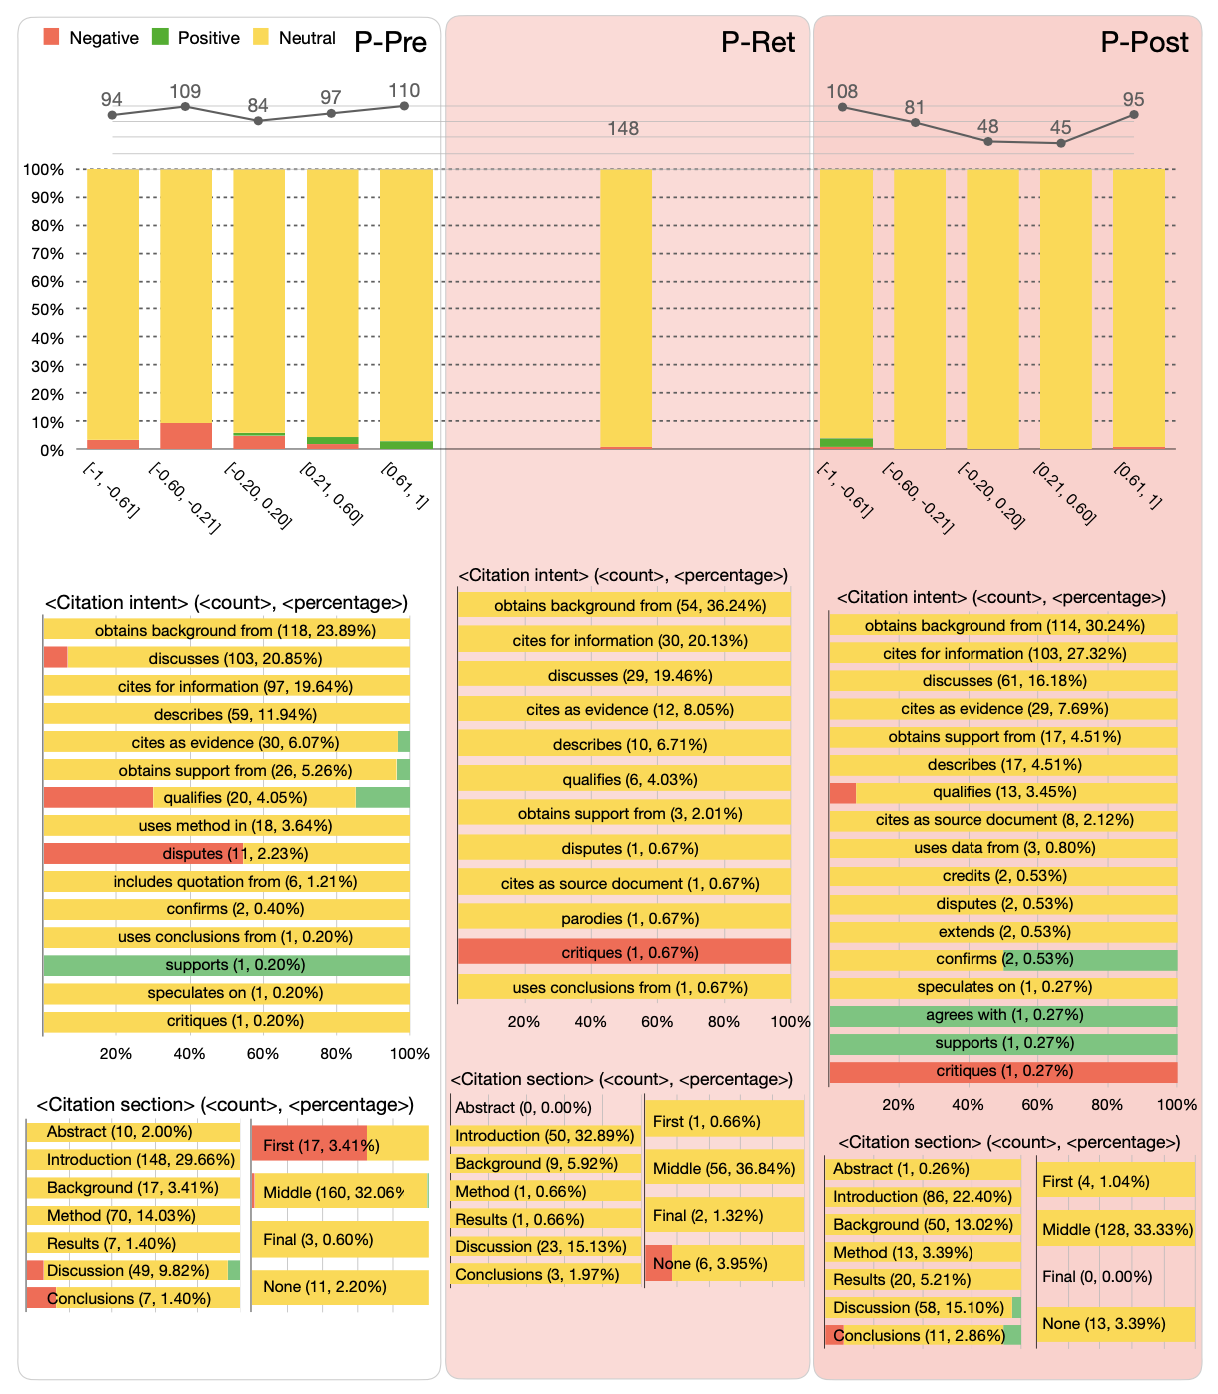 Negative Positive Neutral P-Pre
94 109 84 97 110
100%
90%
80%
70%
60%
50%
40%
30%
20%
10%
0%
[-1, -0.61] [-0.60, -0.21] [-0.20, 0.20] [0.21, 0.60] [0.61, 1]
<Citation intent> (<count>, <percentage>)
obtains background from (118, 23.89%)
discusses (103, 20.85%)
cites for information (97, 19.64%)
describes (59, 11.94%)
cites as evidence (30, 6.07%)
obtains support from (26, 5.26%)
qualifies (20, 4.05%)
uses method in (18, 3.64%)
disputes (11, 2.23%)
includes quotation from (6, 1.21%)
confirms (2, 0.40%)
uses conclusions from (1, 0.20%)
supports (1, 0.20%)
speculates on (1, 0.20%)
critiques (1, 0.20%)
20% 40% 60% 80% 100%
<Citation section> (<count>, <percentage>)
Abstract (10, 2.00%)
Introduction (148, 29.66%)
Background (17, 3.41%)
Method (70, 14.03%)
Results (7, 1.40%)
Discussion (49, 9.82%)
Conclusions (7, 1.40%)
First (17, 3.41%)
Middle (160, 32.06%
Final (3, 0.60%)
None (11, 2.20%)
P-Ret
148
<Citation intent> (<count>, <percentage>)
obtains background from (54, 36.24%)
cites for information (30, 20.13%)
discusses (29, 19.46%)
cites as evidence (12, 8.05%)
describes (10, 6.71%)
qualifies (6, 4.03%)
obtains support from (3, 2.01%)
disputes (1, 0.67%)
cites as source document (1, 0.67%)
parodies (1, 0.67%)
critiques (1, 0.67%)
uses conclusions from (1, 0.67%)
20% 40% 60% 80% 100%
<Citation section> (<count>, <percentage>)
Abstract (0, 0.00%)
Introduction (50, 32.89%)
Background (9, 5.92%)
Method (1, 0.66%)
Results (1, 0.66%)
Discussion (23, 15.13%)
Conclusions (3, 1.97%)
First (1, 0.66%)
Middle (56, 36.84%)
Final (2, 1.32%)
None (6, 3.95%)
P-Post
108 81 48 45 95
[-1, -0.61] [-0.60, -0.21] [-0.20, 0.20] [0.21, 0.60] [0.61, 1]
<Citation intent> (<count>, <percentage>)
obtains background from (114, 30.24%)
cites for information (103, 27.32%)
discusses (61, 16.18%)
cites as evidence (29, 7.69%)
obtains support from (17, 4.51%)
describes (17, 4.51%)
qualifies (13, 3.45%)
cites as source document (8, 2.12%)
uses data from (3, 0.80%)
credits (2, 0.53%)
disputes (2, 0.53%)
extends (2, 0.53%)
confirms (2, 0.53%)
speculates on (1, 0.27%)
agrees with (1, 0.27%)
supports (1, 0.27%)
critiques (1, 0.27%)
20% 40% 60% 80% 100%
<Citation section> (<count>, <percentage>)
Abstract (1, 0.26%)
Introduction (86, 22.40%)
Background (50, 13.02%)
Method (13, 3.39%)
Results (20, 5.21%)
Discussion (58, 15.10%)
Conclusions (11, 2.86%)
First (4, 1.04%)
Middle (128, 33.33%)
Final (0, 0.00%)
None (13, 3.39%)